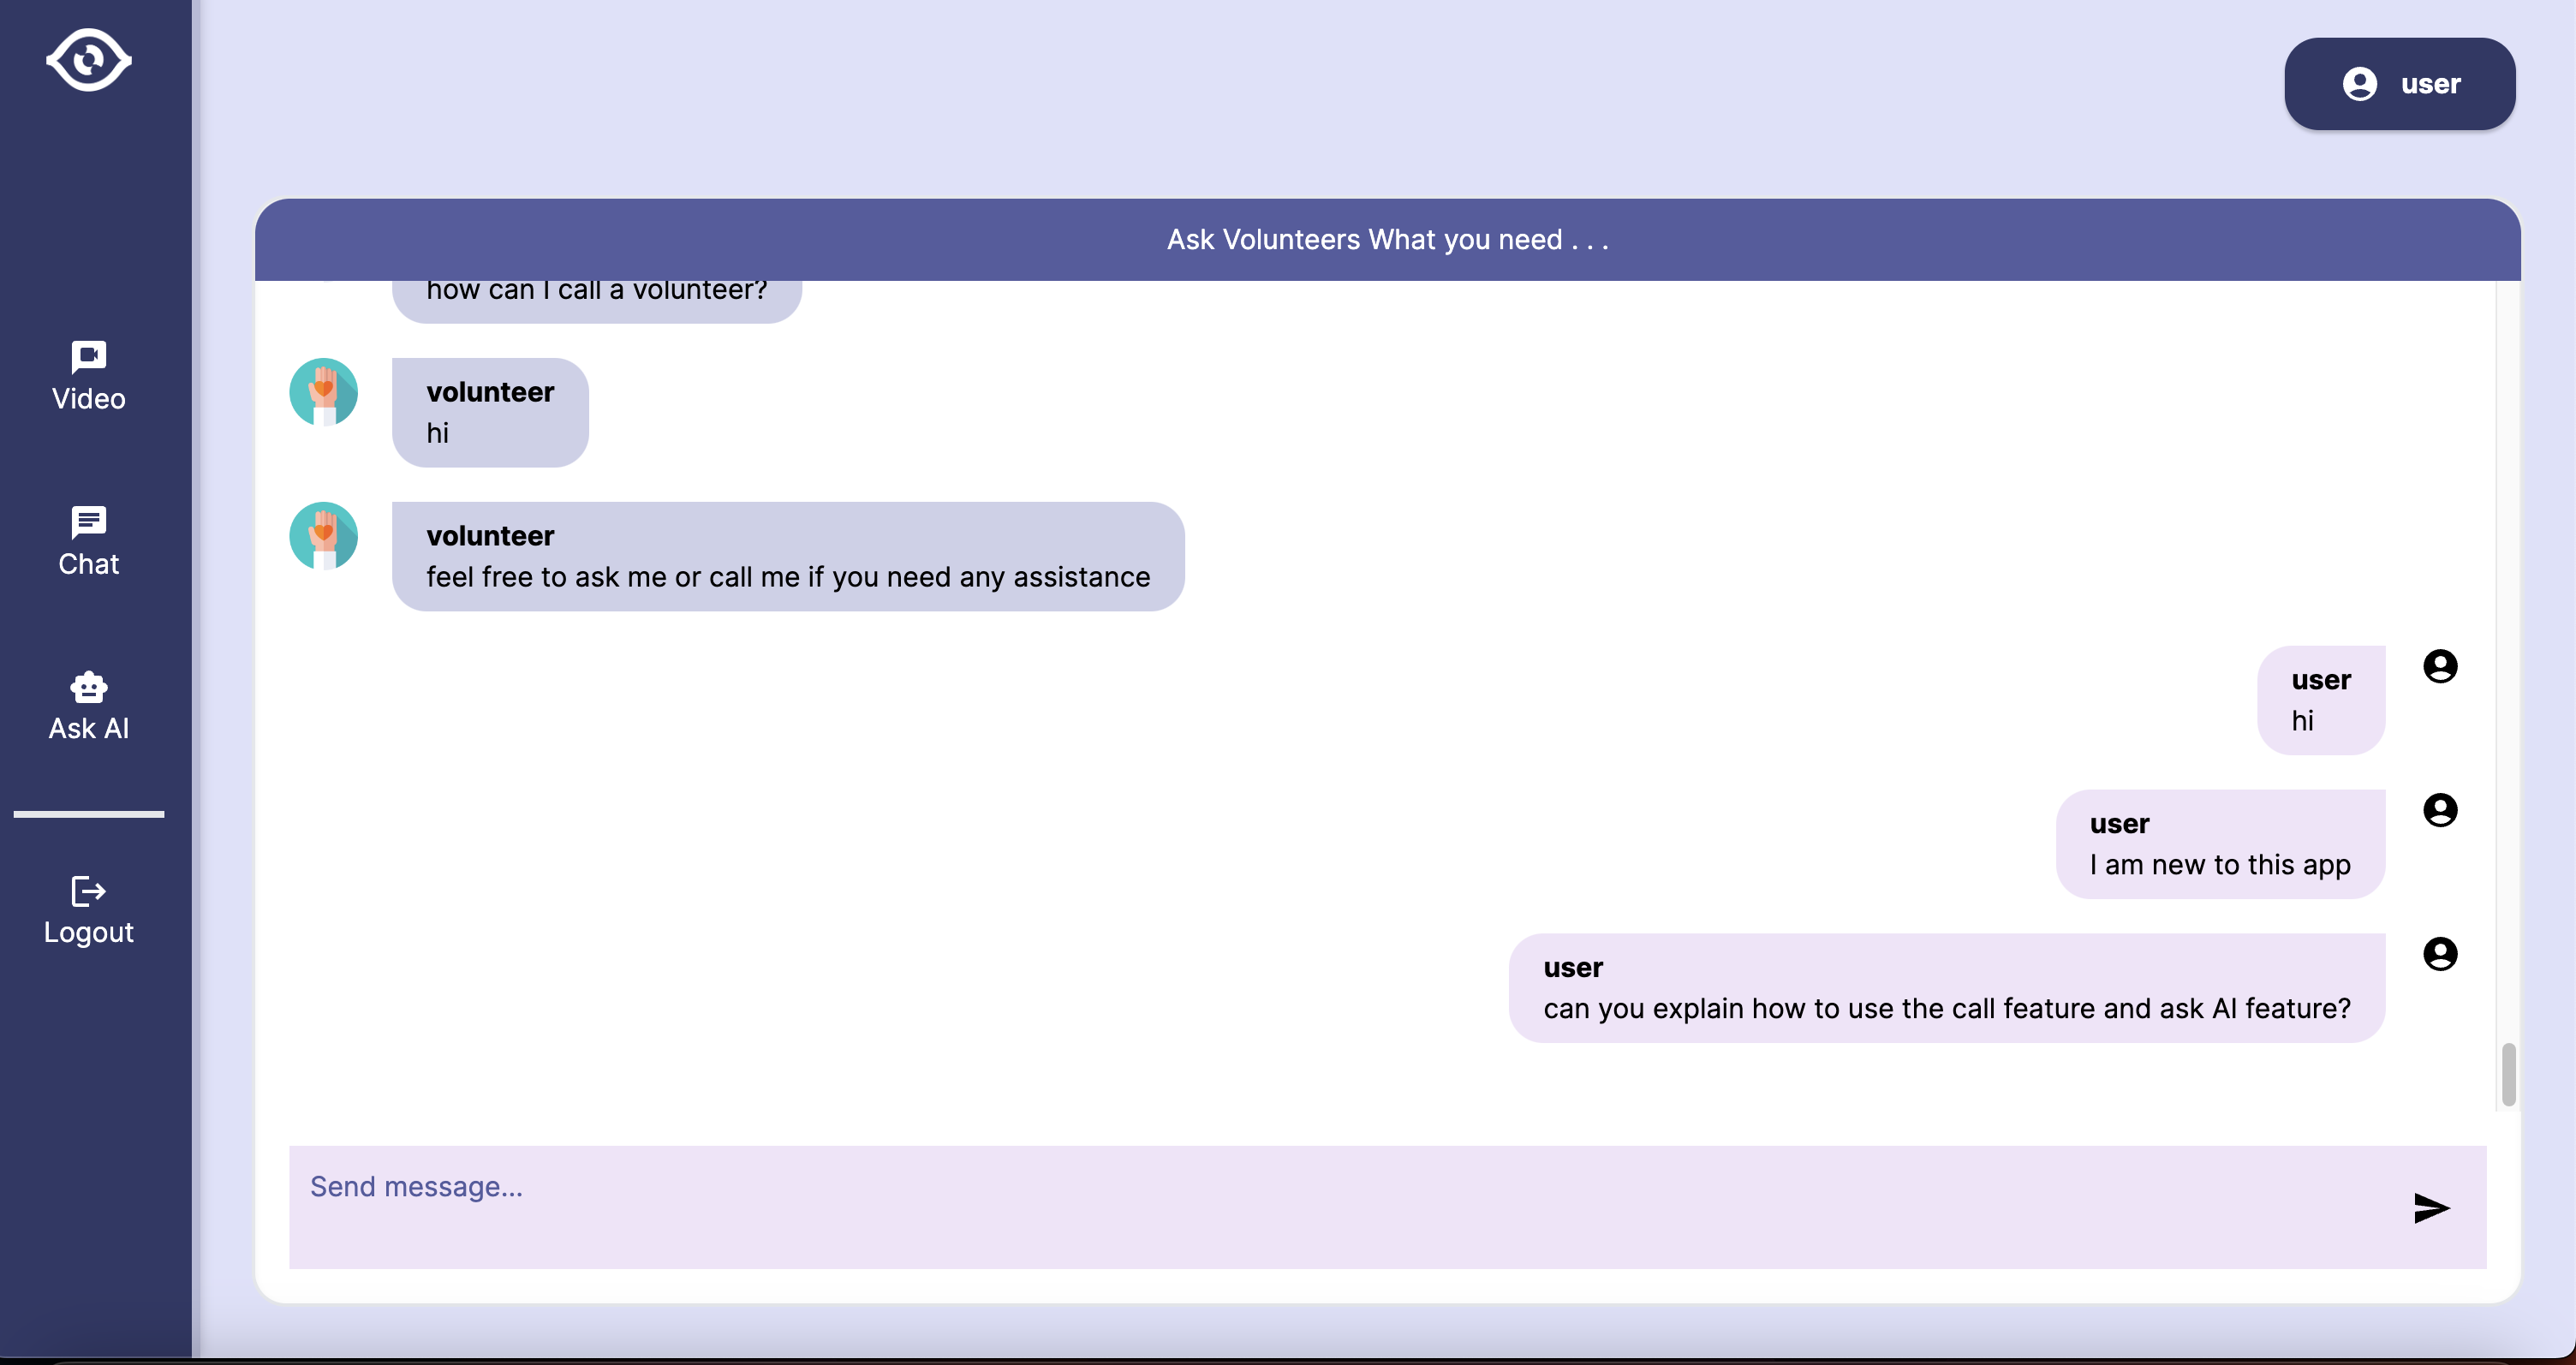 user
Video
Chat
Ask AI
Logout
Ask Volunteers What you need . . .
how can I call a volunteer?
volunteer
hi
volunteer
feel free to ask me or call me if you need any assistance
user
hi
user
I am new to this app
user
can you explain how to use the call feature and ask AI feature?
Send message...